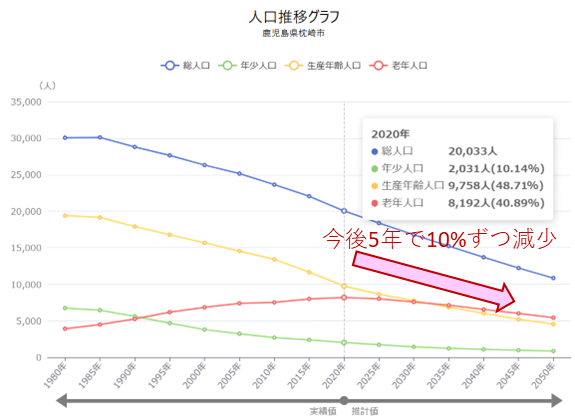 人口推移グラフ
鹿児島県枕崎市
総人口 年少人口 生産年齢人口 老年人口
（人）
35,000
30,000
25,000
20,000
15,000
10,000
5,000
0
2020年
総人口 20,033人
年少人口 2,031人(10.14%)
生産年齢人口 9,758人(48.71%)
老年人口 8,192人(40.89%)
今後5年で10%ずつ減少
1980年 1985年 1990年 1995年 2000年 2005年 2010年 2015年 2020年 2025年 2030年 2035年 2040年 2045年 2050年
実績値 推計値